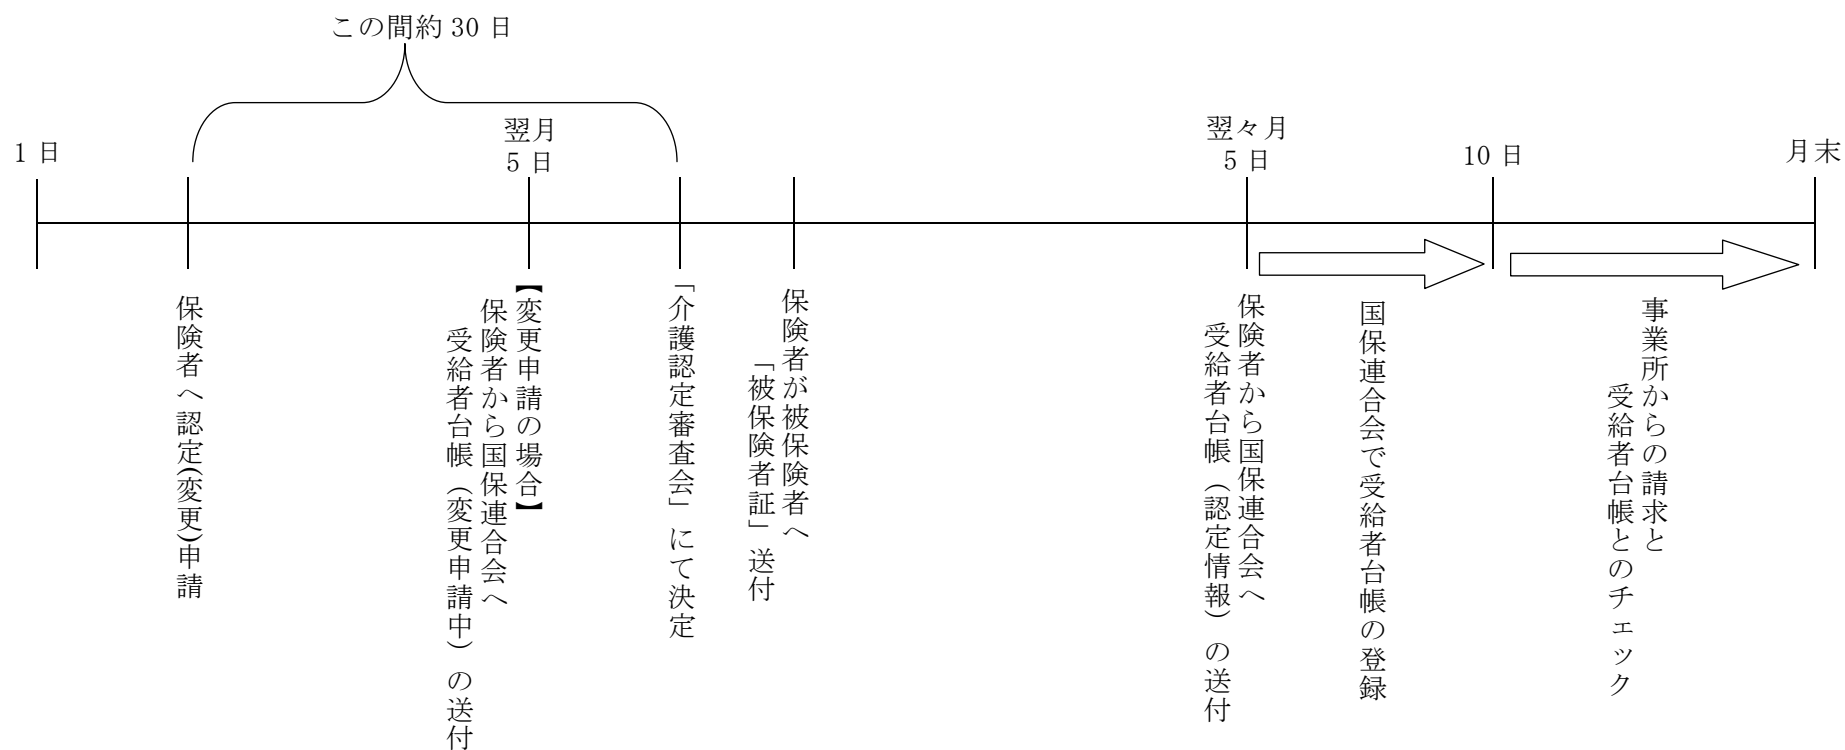 この間約 30 日
1 日
翌月
5 日
翌々月
5 日
10 日
月末
保険者へ認定(変更)申請
【変更申請の場合】
保険者から国保連合会へ
受給者台帳（変更申請中）の送付
「介護認定審査会」にて決定
保険者が被保険者へ
「被保険者証」送付
保険者から国保連合会へ
受給者台帳（認定情報）の送付
国保連合会で受給者台帳の登録
事業所からの請求と
受給者台帳とのチェック